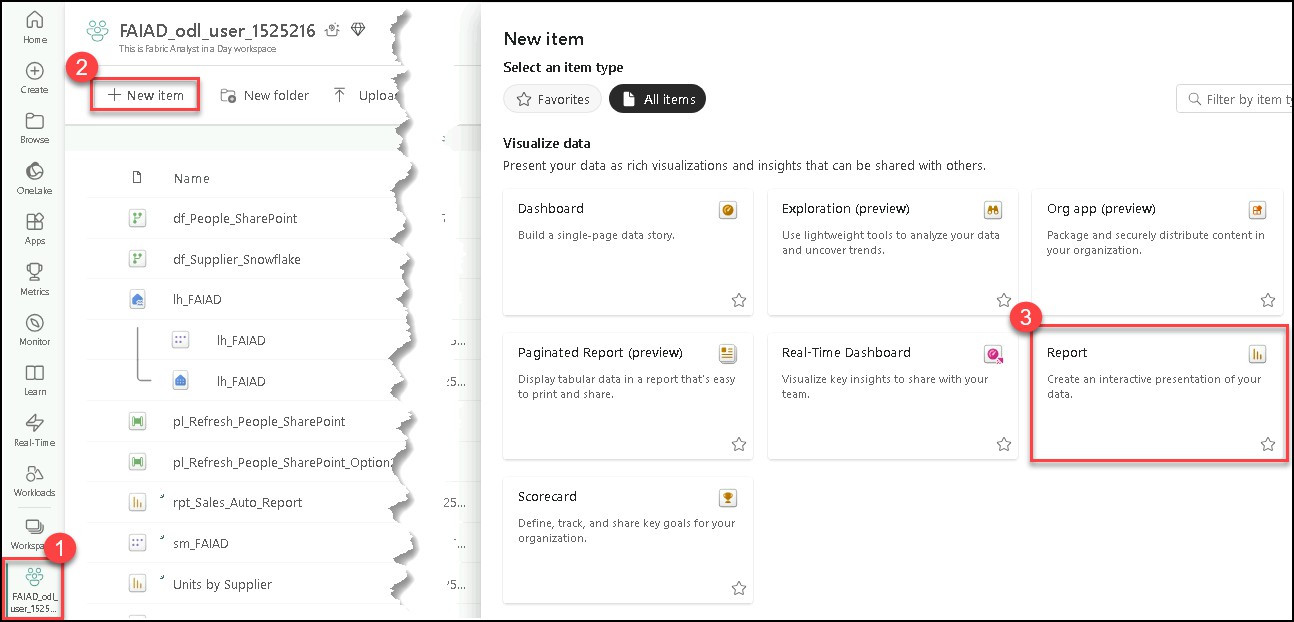 Home
Create
Browse
OneLake
Apps
Metrics
Monitor
Learn
Real-Time
Workloads
1
FAIAD_odl_
user_1525...
FAIAD_odl_user_1525216
This is Fabric Analyst in a Day workspace
2
New item
New folder
Name
df_People_SharePoint
df_Supplier_Snowflake
lh_FAIAD
lh_FAIAD
lh_FAIAD
25...
pl_Refresh_People_SharePoint
pl_Refresh_People_SharePoint_Option
rpt_Sales_Auto_Report
25...
sm_FAIAD
Units by Supplier
New item
Select an item type
Favorites
All items
Filter by item
Visualize data
Present your data as rich visualizations and insights that can be shared with others.
Dashboard
Build a single-page data story.
Exploration (preview)
Use lightweight tools to analyze your data
and uncover trends.
Org app (preview)
Package and securely distribute content in
your organization.
Paginated Report (preview)
Display tabular data in a report that's easy
to print and share.
Real-Time Dashboard
Visualize key insights to share with your
team.
3
Report
Create an interactive presentation of your
data.
Scorecard
Define, track, and share key goals for your
organization.